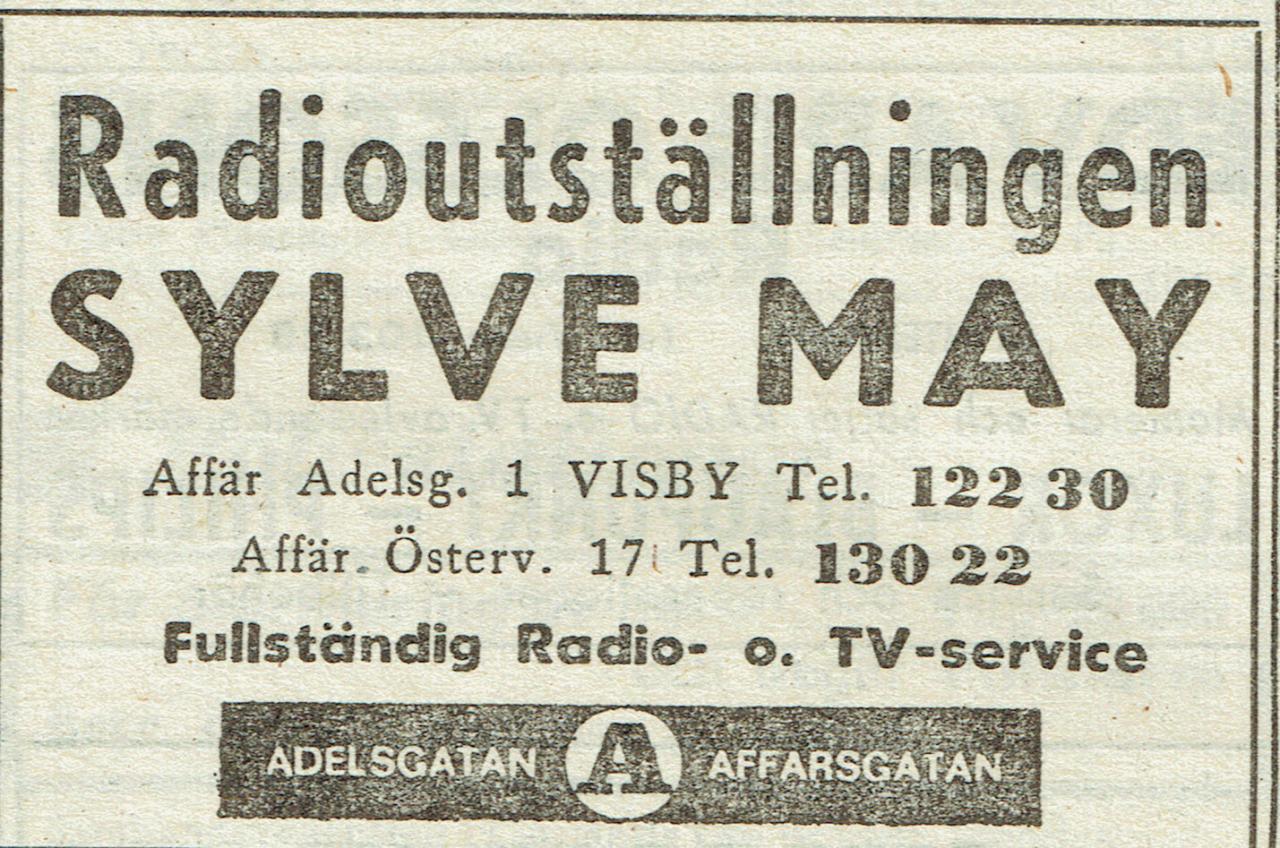 Radioutställningen
SYLVE MAY
Affär Adelsg. 1 VISBY Tel. 122 30
Affär. Österv. 17 Tel. 130 22
Fullständig Radio- o. TV-service
ADELSGATAN A AFFARSGATAN